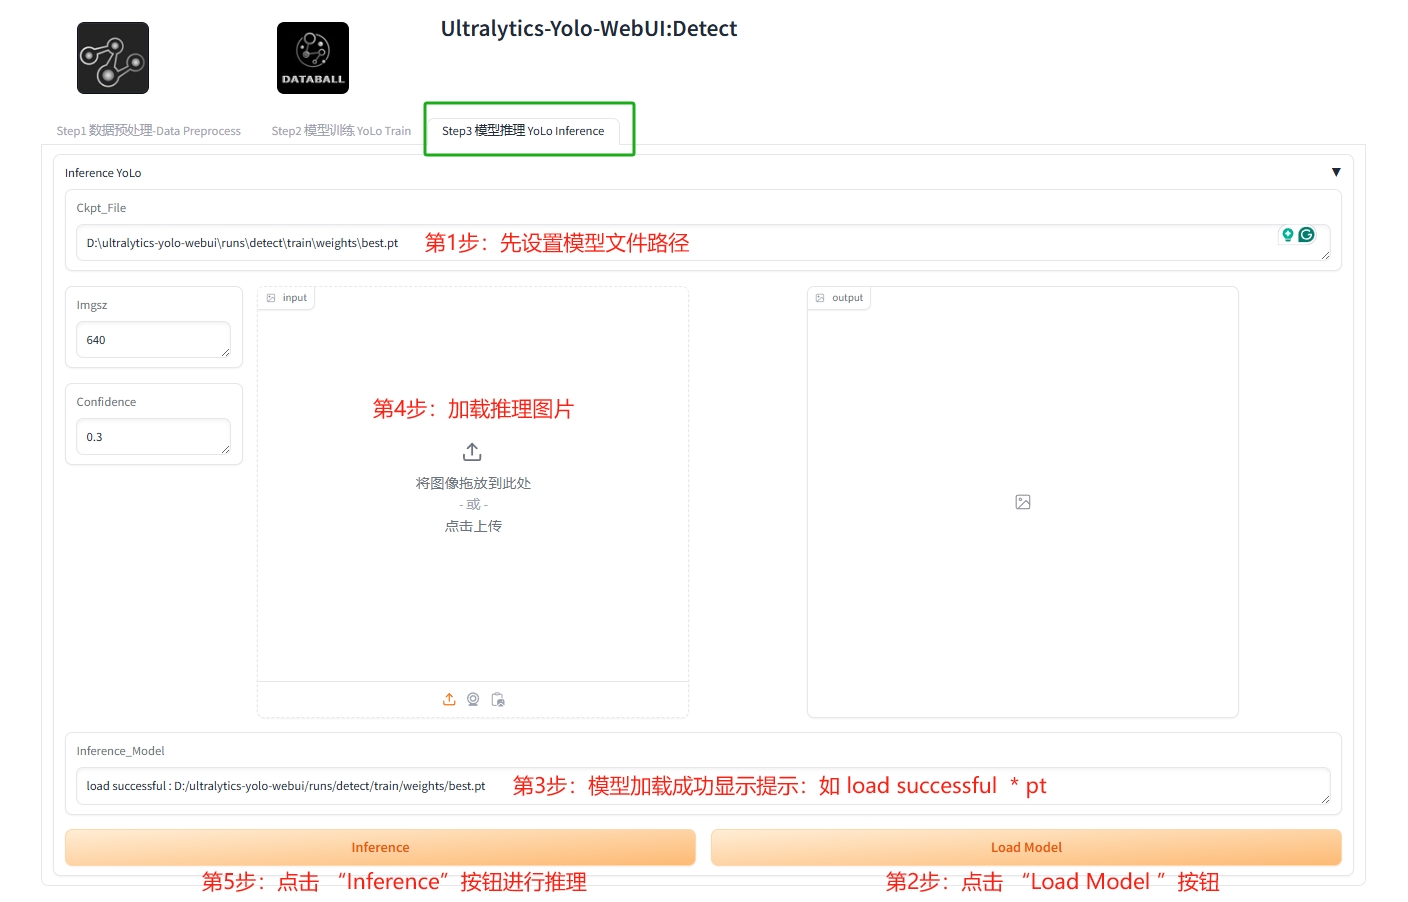 Ultralytics-Yolo-WebUI:Detect
DATABALL
Step1 数据预处理-Data Preprocess
Step2 模型训练 YoLo Train
Step3 模型推理 YoLo Inference
Inference YoLo
Ckpt_File
D:\ultralytics-yolo-webui\runs\detect\train\weights\best.pt
第1步：先设置模型文件路径
Imgsz
640
Confidence
0.3
input
第4步：加载推理图片
将图像拖放到此处
- 或 -
点击上传
output
Inference_Model
load successful : D:/ultralytics-yolo-webui/runs/detect/train/weights/best.pt
第3步：模型加载成功显示提示：如 load successful * pt
Inference
Load Model
第5步：点击 “Inference” 按钮进行推理
第2步：点击 “Load Model ” 按钮